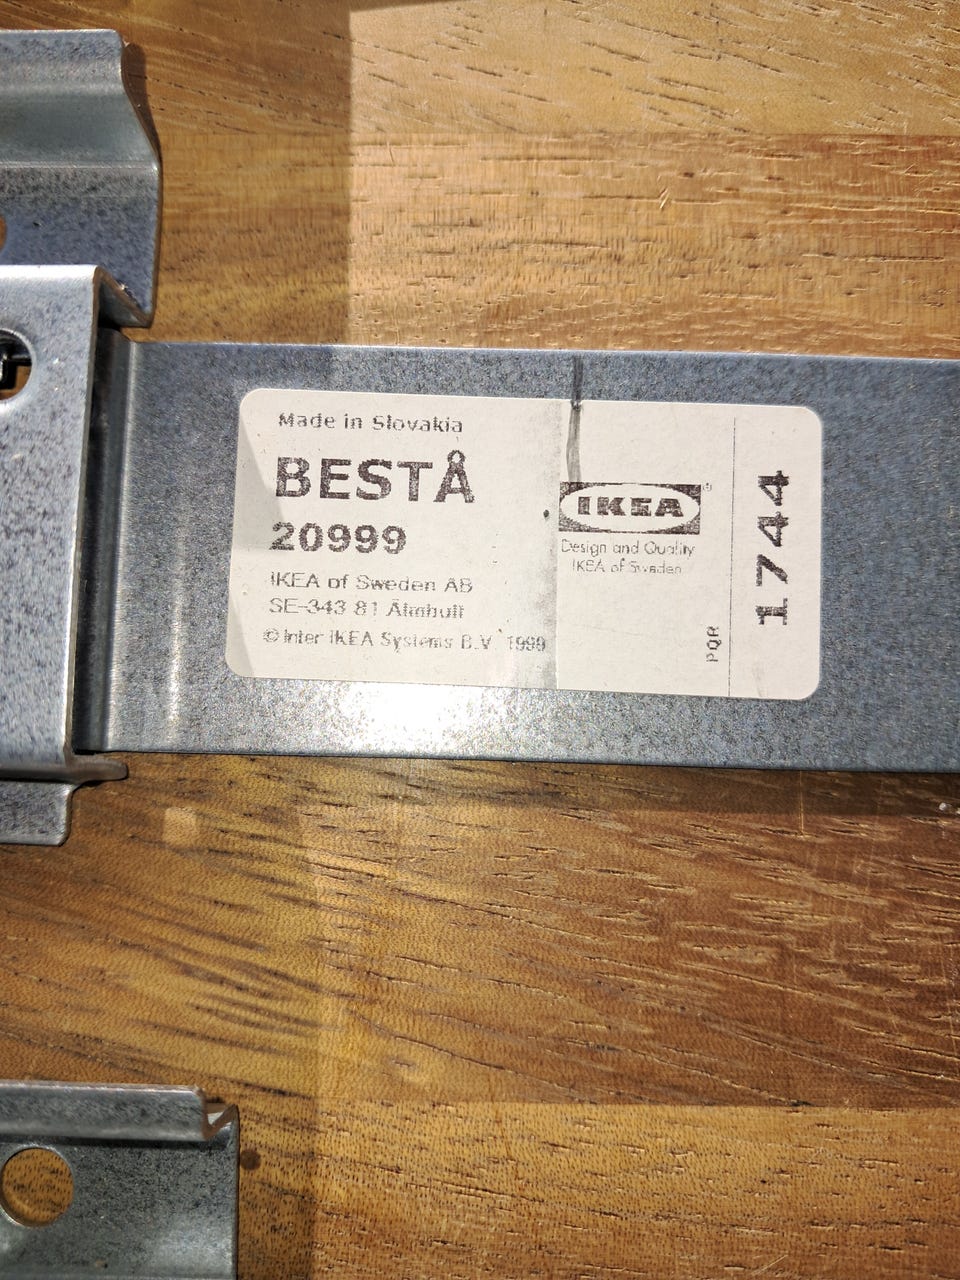 Made in Slovakia
BESTÅ
20999
IKEA of Sweden AB
SE-343 81 Älmhult
© Inter IKEA Systems B.V. 1999
IKEA®
Design and Quality
IKEA of Sweden
PQR
1744